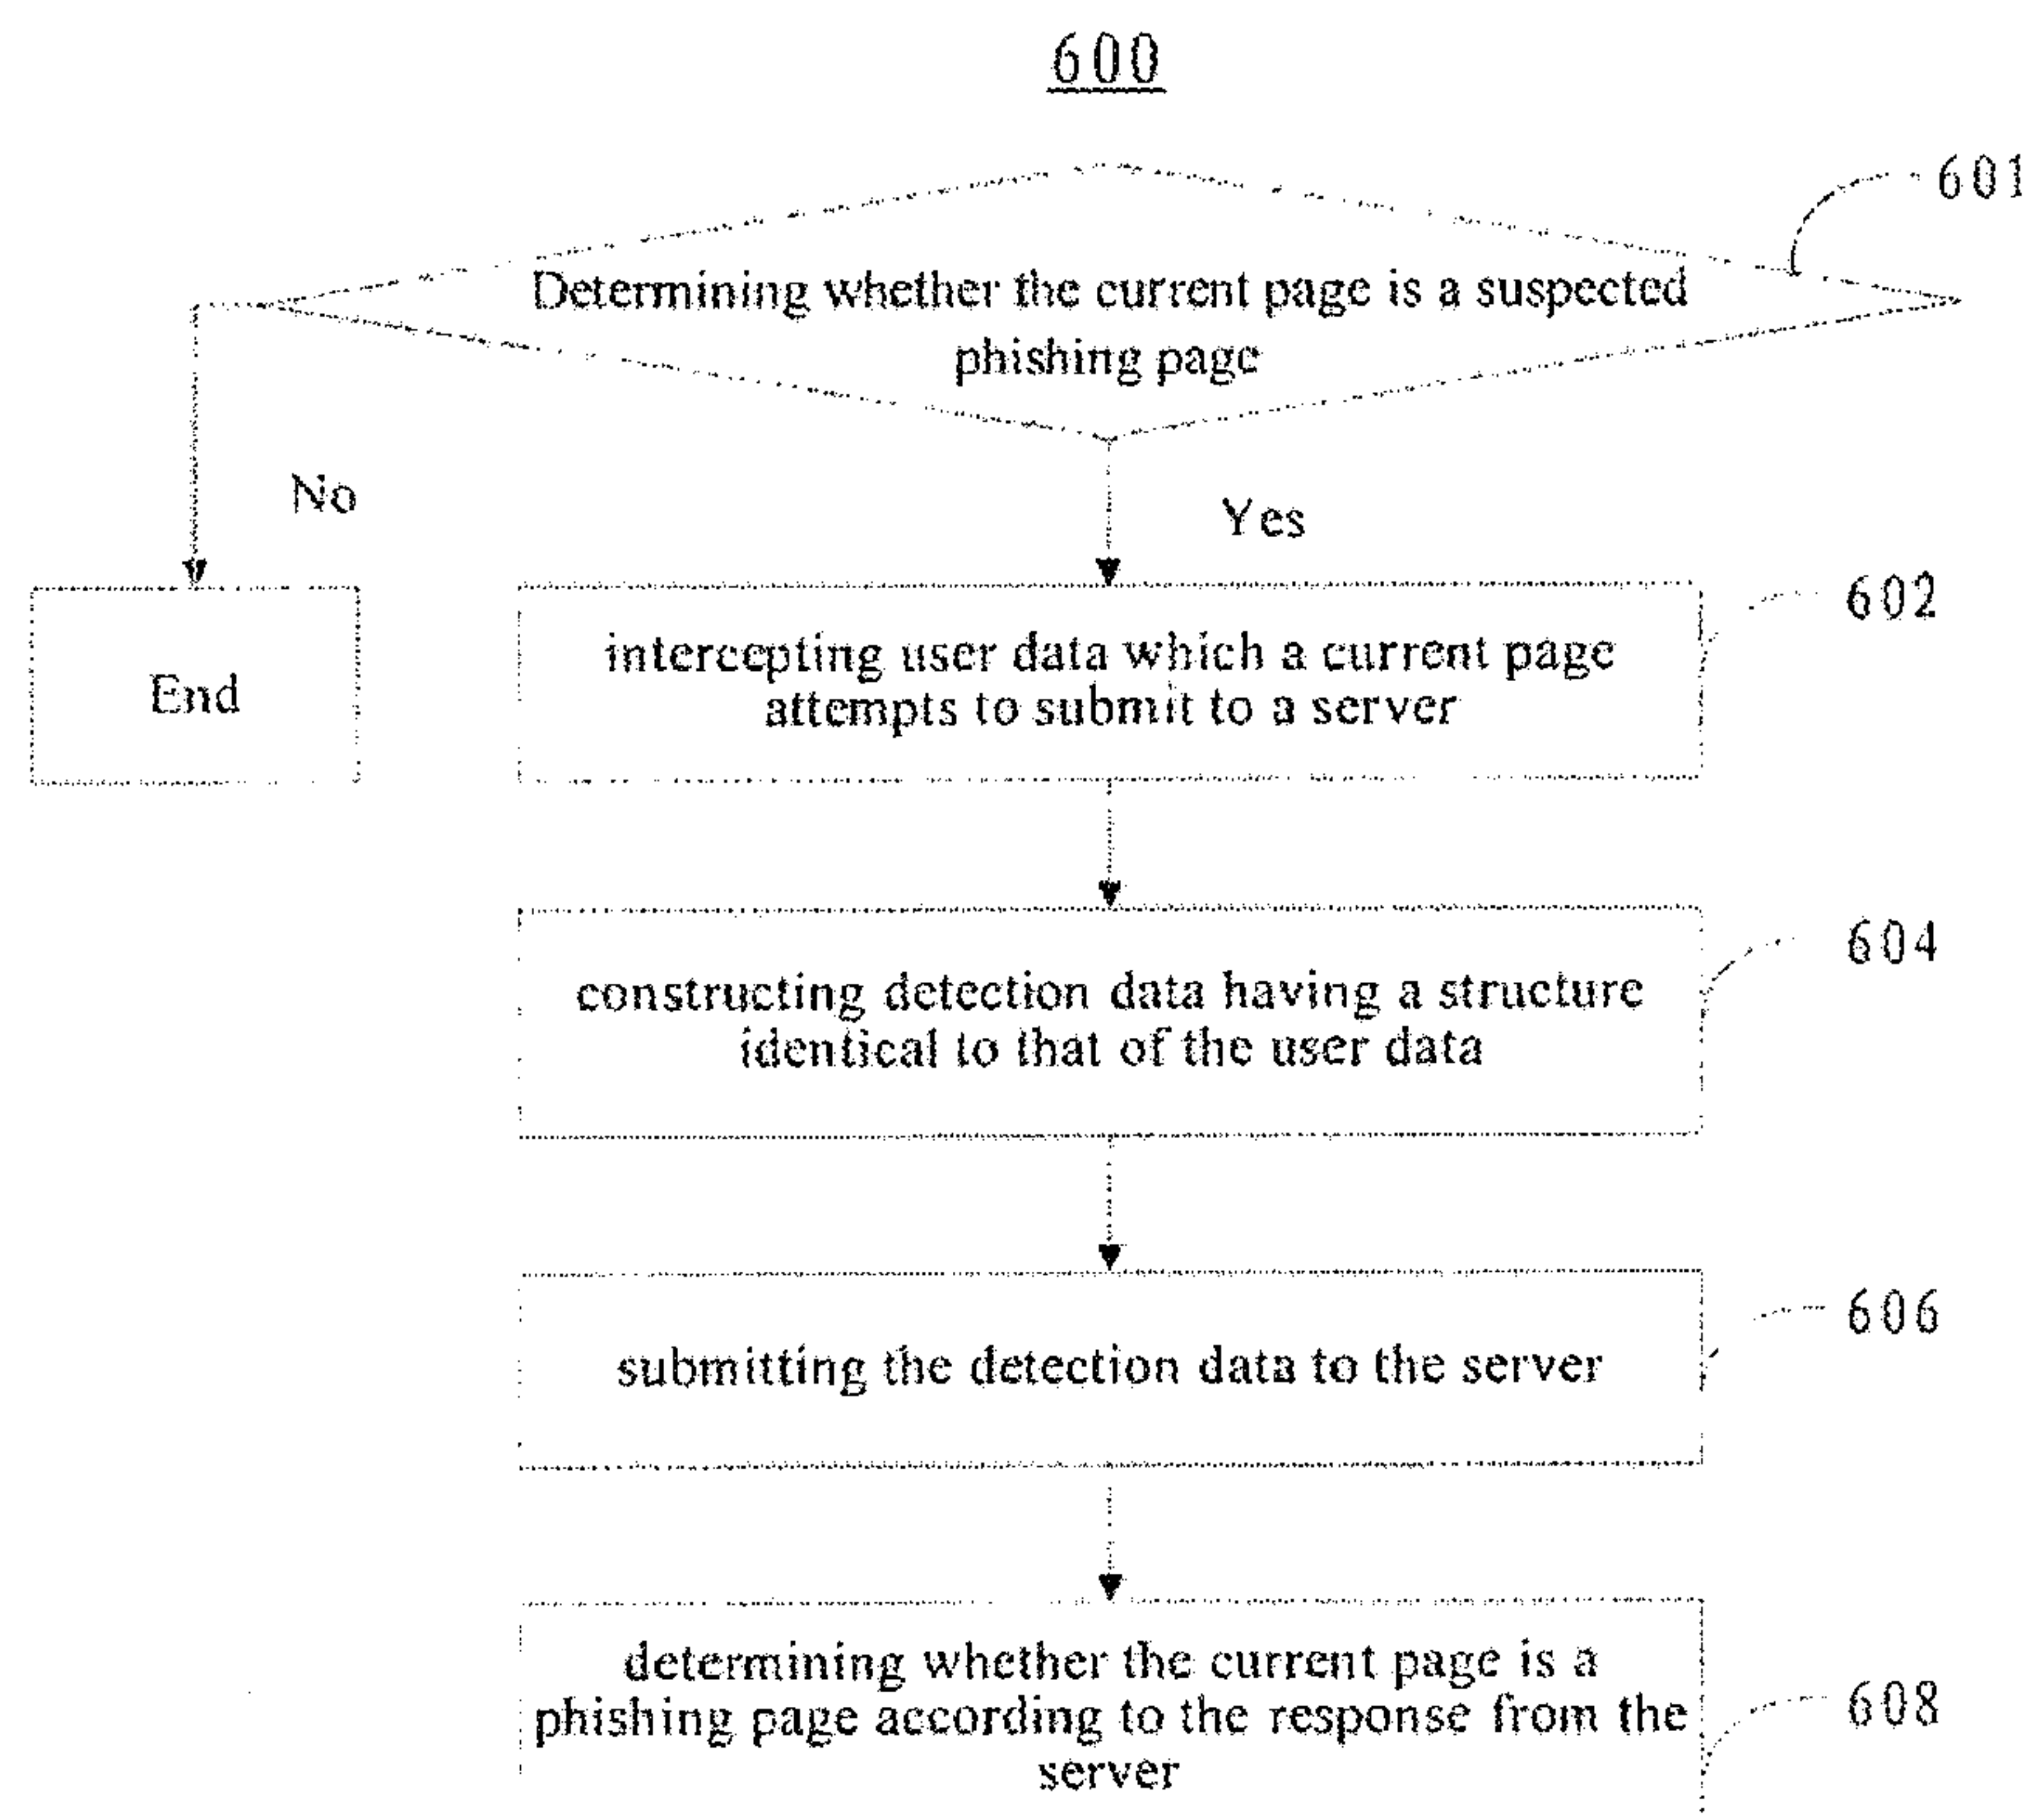 600
601
Determining whether the current page is a suspected
phishing page
No
Yes
End
602
intercepting user data which a current page
attempts to submit to a server
604
constructing detection data having a structure
identical to that of the user data
606
submitting the detection data to the server
608
determining whether the current page is a
phishing page according to the response from the
server